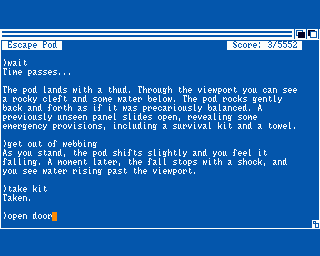 Escape Pod Score: 3/5552
)wait
Time passes...
The pod lands with a thud. Through the viewport you can see
a rocky cleft and some water below. The pod rocks gently
back and forth as if it was precariously balanced. A
previously unseen panel slides open, revealing some
emergency provisions, including a survival kit and a towel.
)get out of webbing
As you stand, the pod shifts slightly and you feel it
falling. A moment later, the fall stops with a shock, and
you see water rising past the viewport.
)take kit
Taken.
)open door